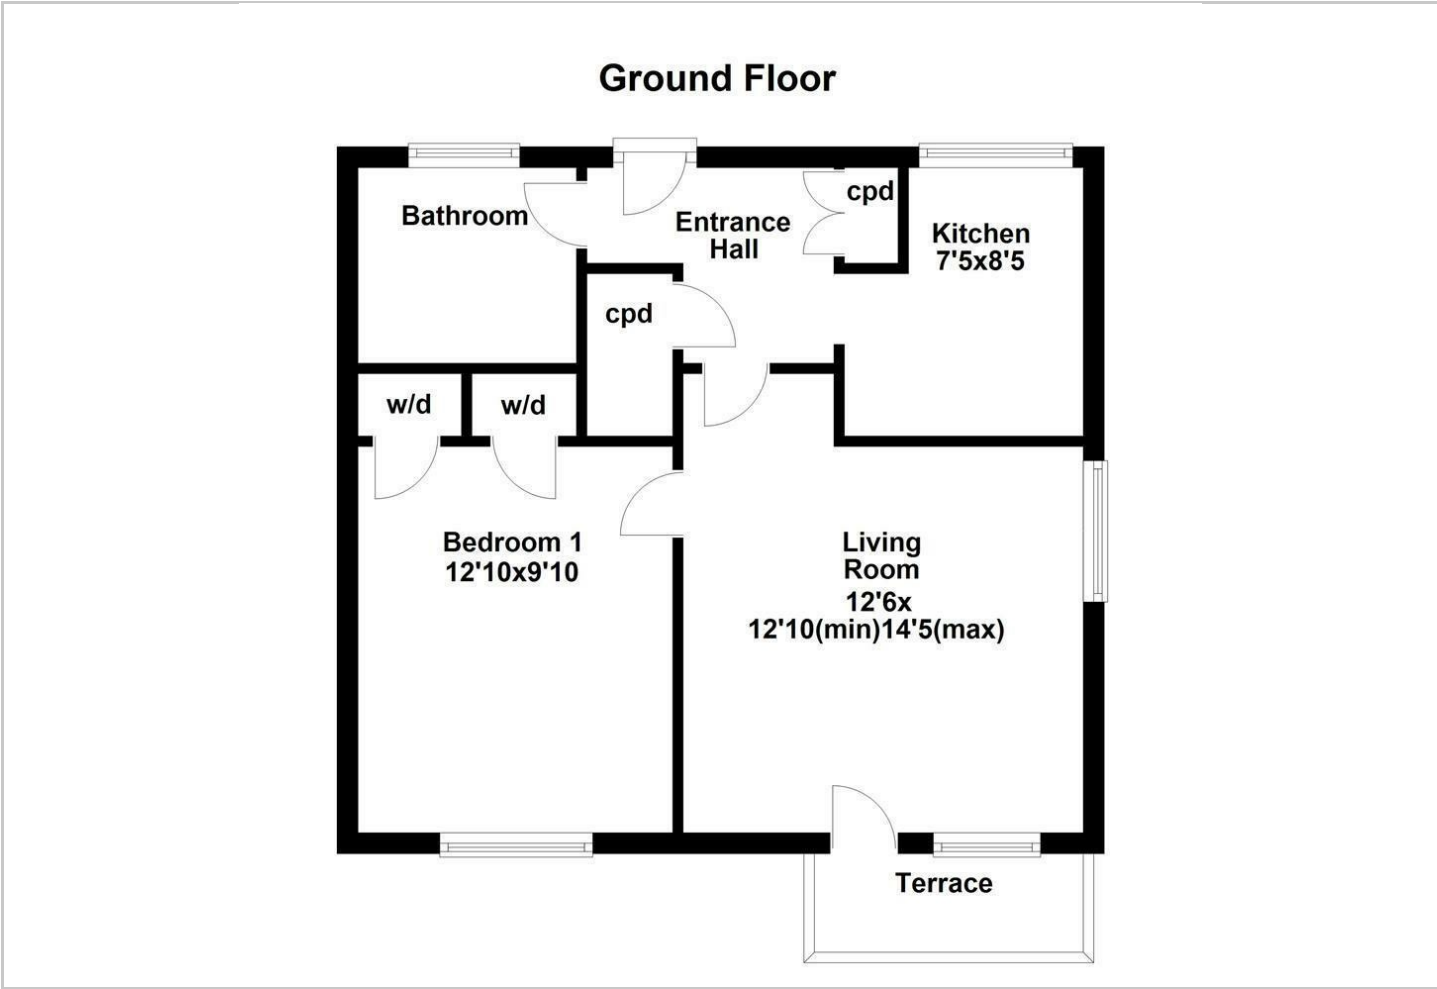 Ground Floor
Bathroom
Entrance
Hall
cpd
Kitchen
7'5x8'5
cpd
w/d
w/d
Bedroom 1
12'10x9'10
Living
Room
12'6x
12'10(min)14'5(max)
Terrace